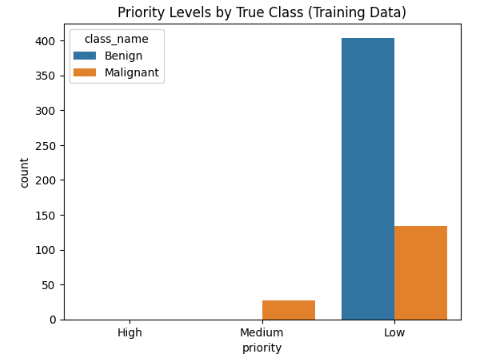 Priority Levels by True Class (Training Data)
class_name
Benign
Malignant
400
350
300
250
200
150
100
50
0
count
High Medium Low
priority